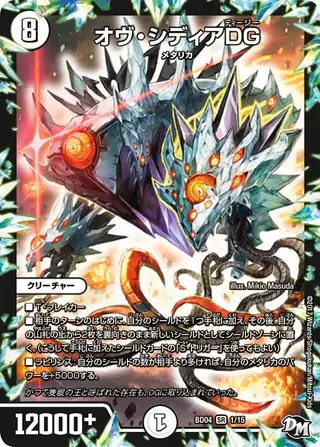 8
ディージー
オヴ・シディアDG
メタリカ
illus. Mikio Masuda
クリーチャー
■T・ブレイカー
■相手のターンのはじめに、自分のシールドを1つ手札に加え、その後、自分
の山札の上から2枚を裏向きのまま新しいシールドとしてシールドゾーンに置
く。(こうして手札に加えたシールドカードの「S・トリガー」を使ってもよい)
■ラビリンス:自分のシールドの数が相手より多ければ、自分のメタリカのパ
ワーを+5000する。
かつて隻眼の王と呼ばれた存在も、DGに取り込まれていった。
12000+
1
BD04 SR 1/15
DM